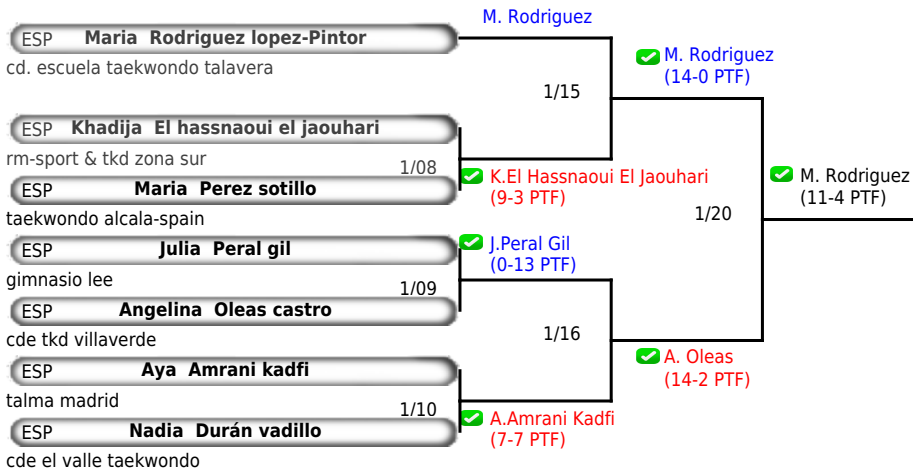 M. Rodriguez
ESP Maria Rodriguez lopez-Pintor
cd. escuela taekwondo talavera
M. Rodriguez
(14-0 PTF)
1/15
ESP Khadija El hassnaoui el jaouhari
rm-sport & tkd zona sur
1/08
K.El Hassnaoui El Jaouhari
(9-3 PTF)
M. Rodriguez
(11-4 PTF)
ESP Maria Perez sotillo
taekwondo alcala-spain
1/20
ESP Julia Peral gil
J.Peral Gil
(0-13 PTF)
gimnasio lee
1/09
ESP Angelina Oleas castro
cde tkd villaverde
1/16
ESP Aya Amrani kadfi
A. Oleas
(14-2 PTF)
talma madrid
1/10
A.Amrani Kadfi
(7-7 PTF)
ESP Nadia Durán vadillo
cde el valle taekwondo